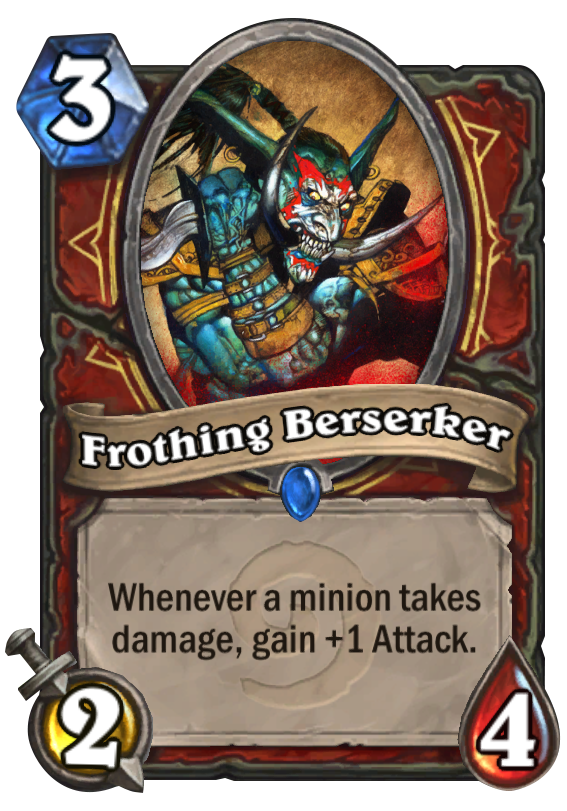 3
Frothing Berserker
Whenever a minion takes
damage, gain +1 Attack.
2
4